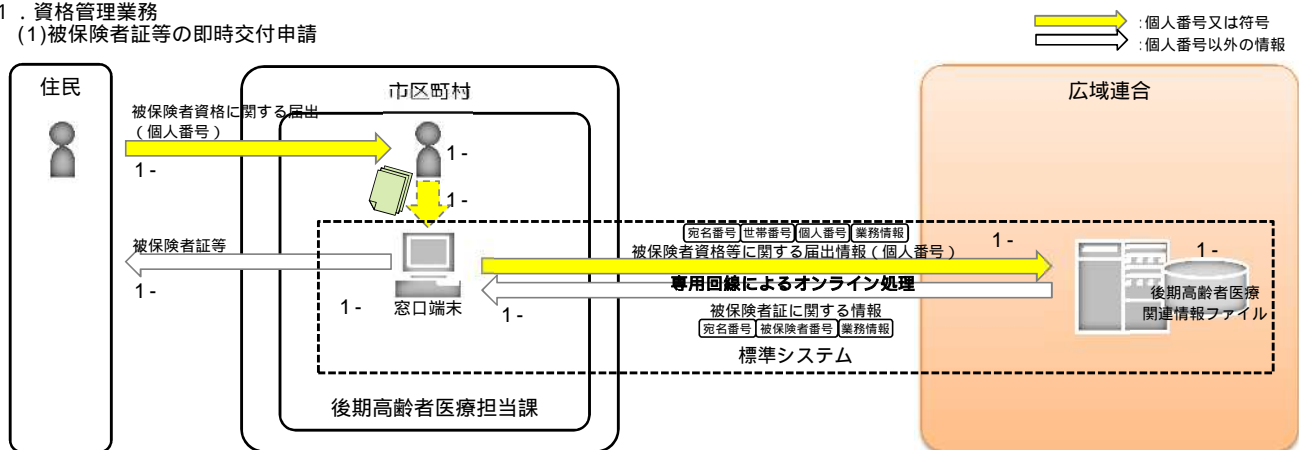 1．資格管理業務
(1)被保険者証等の即時交付申請
:個人番号又は符号
:個人番号以外の情報
住民
市区町村
広域連合
被保険者資格に関する届出
（個人番号）
1-
1-
1-
被保険者証等
1-
1-
窓口端末
1-
宛名番号 世帯番号 個人番号 業務情報
被保険者資格等に関する届出情報（個人番号）
1-
専用回線によるオンライン処理
被保険者証に関する情報
宛名番号 被保険者番号 業務情報
標準システム
1-
後期高齢者医療
関連情報ファイル
後期高齢者医療担当課